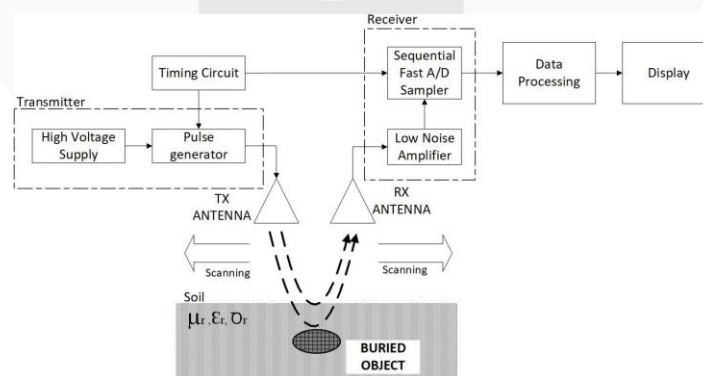 Receiver
Timing Circuit
Sequential
Fast A/D
Sampler
Data
Processing
Display
Transmitter
High Voltage
Supply
Pulse
generator
Low Noise
Amplifier
TX
ANTENNA
RX
ANTENNA
Scanning
Scanning
Soil
μr ,εr, σr
BURIED
OBJECT